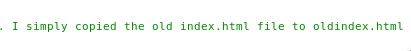 . I simply copied the old index.html file to oldindex.html